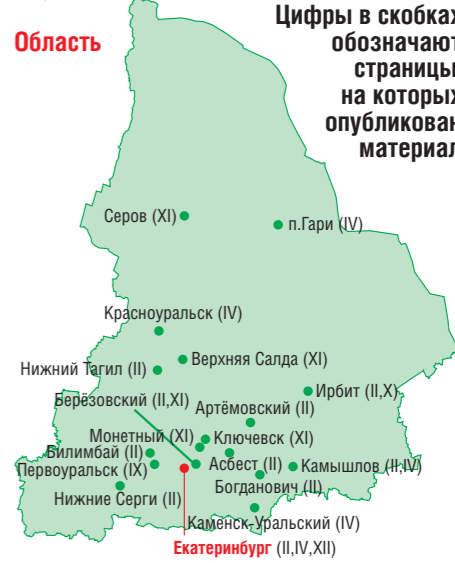 Область
Цифры в скобках
обозначают
страницы,
на которых
опубликован
материал
Серов (XI)
п.Гари (IV)
Красноуральск (IV)
Верхняя Салда (XI)
Нижний Тагил (II)
Ирбит (II,X)
Берёзовский (II,XI)
Артёмовский (II)
Монетный (XI)
Ключевск (XI)
Билимбай (II)
Асбест (II)
Камышлов (II,IV)
Первоуральск (IX)
Богданович (II)
Нижние Серги (II)
Каменск-Уральский (IV)
Екатеринбург (II,IV,XII)